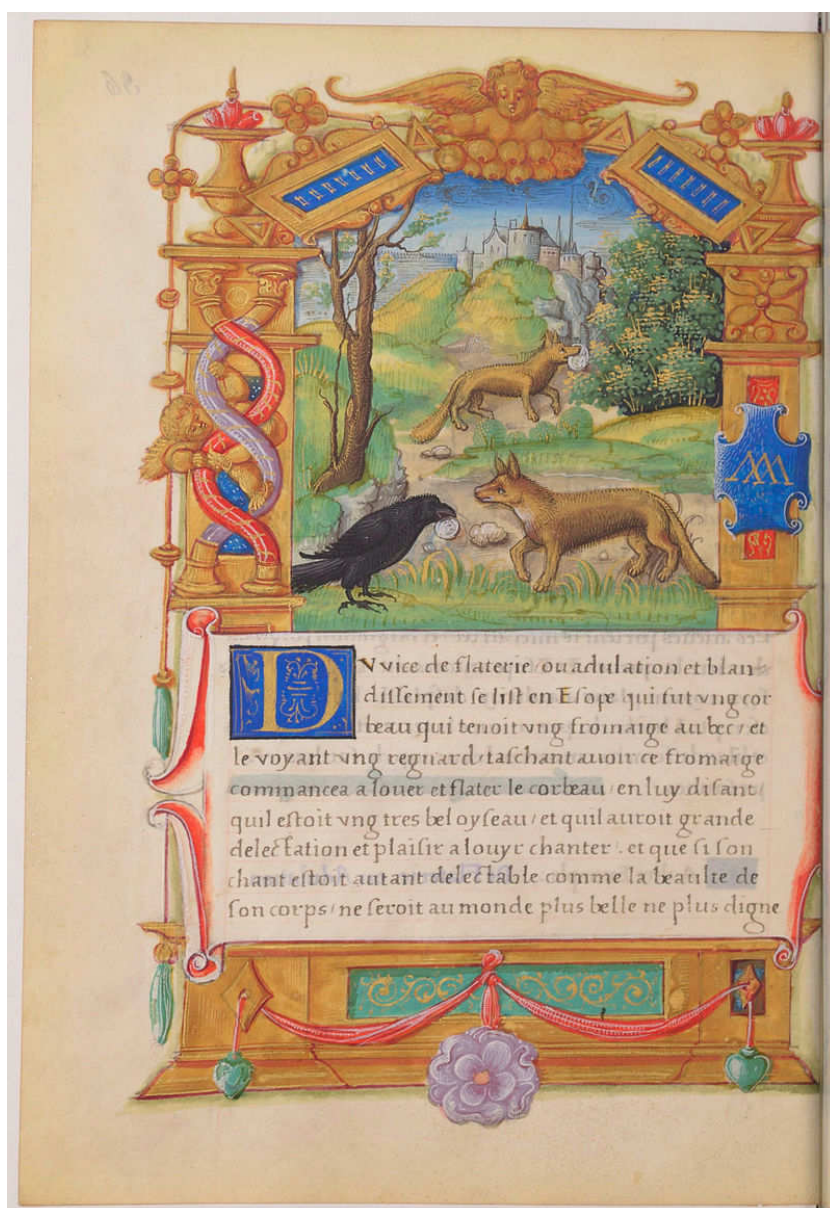 DV vice de flaterie ou adulation et blan
dissement se list en Esope qui fut vng cor
beau qui tenoit vng fromaige au bec / et
le voyant vng regnard / taschant auoir ce fromaige
commancea a louer et flater le corbeau / en luy disant
quil estoit vng tres bel oyseau / et quil auroit grande
delectation et plaisir a louyr chanter . et que si son
chant estoit autant delectable comme la beaulte de
son corps / ne seroit au monde plus belle ne plus digne